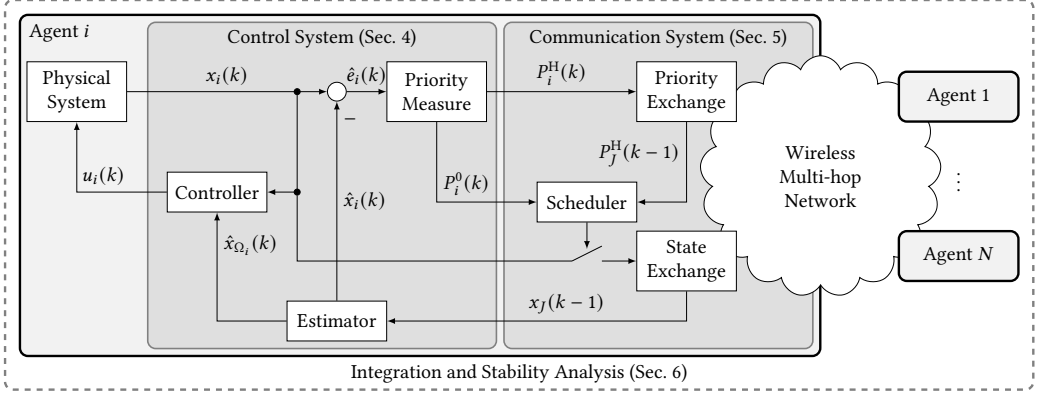 Agent i
Control System (Sec. 4)
Communication System (Sec. 5)
Physical
System
x_i(k)
ê_i(k)
−
Priority
Measure
P_i^H(k)
Priority
Exchange
Agent 1
P_J^H(k−1)
Wireless
Multi-hop
Network
⋮
u_i(k)
Controller
x̂_i(k)
P_i^0(k)
Scheduler
x̂_{Ω_i}(k)
State
Exchange
Agent N
Estimator
x_J(k−1)
Integration and Stability Analysis (Sec. 6)